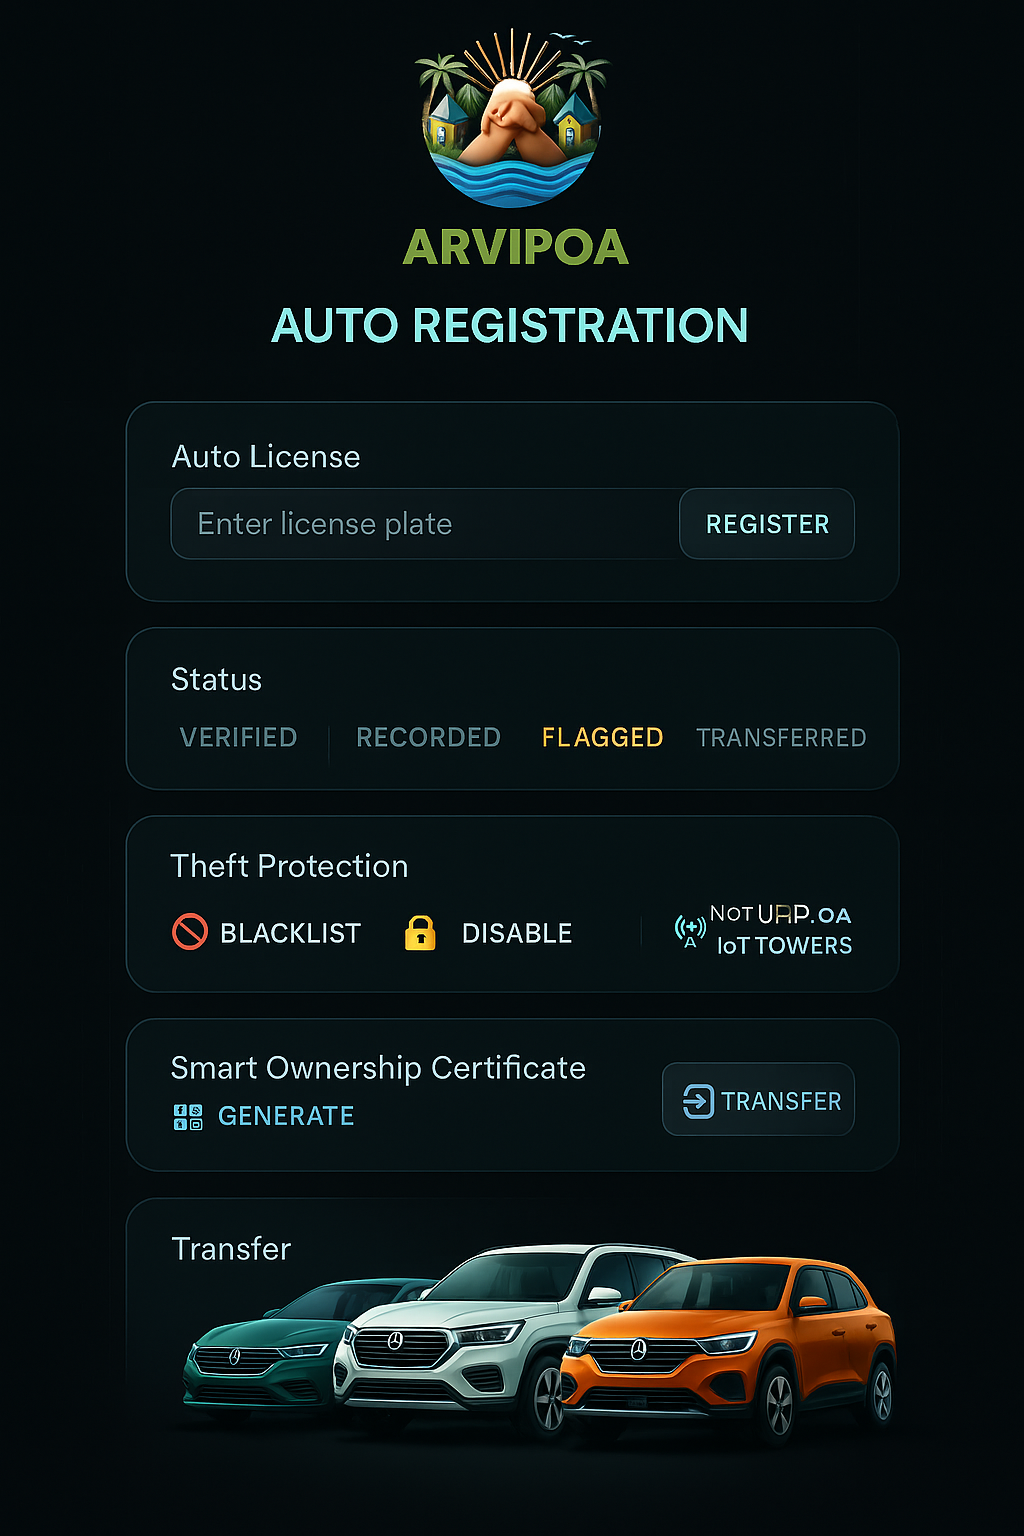 ARVIPOA
AUTO REGISTRATION
Auto License
Enter license plate
REGISTER
Status
VERIFIED
RECORDED
FLAGGED
TRANSFERRED
Theft Protection
BLACKLIST
DISABLE
NOT .OA
IoT TOWERS
Smart Ownership Certificate
GENERATE
TRANSFER
Transfer